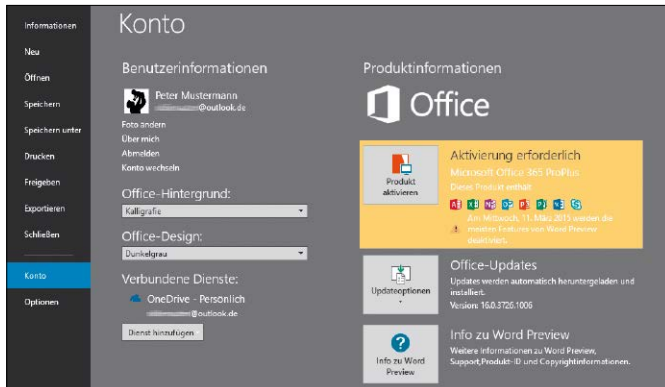 Informationen
Neu
Öffnen
Speichern
Speichern unter
Drucken
Freigeben
Exportieren
Schließen
Konto
Optionen
Konto
Benutzerinformationen
Peter Mustermann
@outlook.de
Foto ändern
Über mich
Abmelden
Konto wechseln
Office-Hintergrund:
Kalligrafie
Office-Design:
Dunkelgrau
Verbundene Dienste:
OneDrive - Persönlich
@outlook.de
Dienst hinzufügen
Produktinformationen
Office
Produkt
aktivieren
Aktivierung erforderlich
Microsoft Office 365 ProPlus
Dieses Produkt enthält
Am Mittwoch, 11. März 2015 werden die
meisten Features von Word Preview
deaktiviert.
Updateoptionen
Office-Updates
Updates werden automatisch heruntergeladen und
installiert.
Version: 16.0.3726.1006
Info zu Word
Preview
Info zu Word Preview
Weitere Informationen zu Word Preview,
Support,Produkt-ID und Copyrightinformationen.